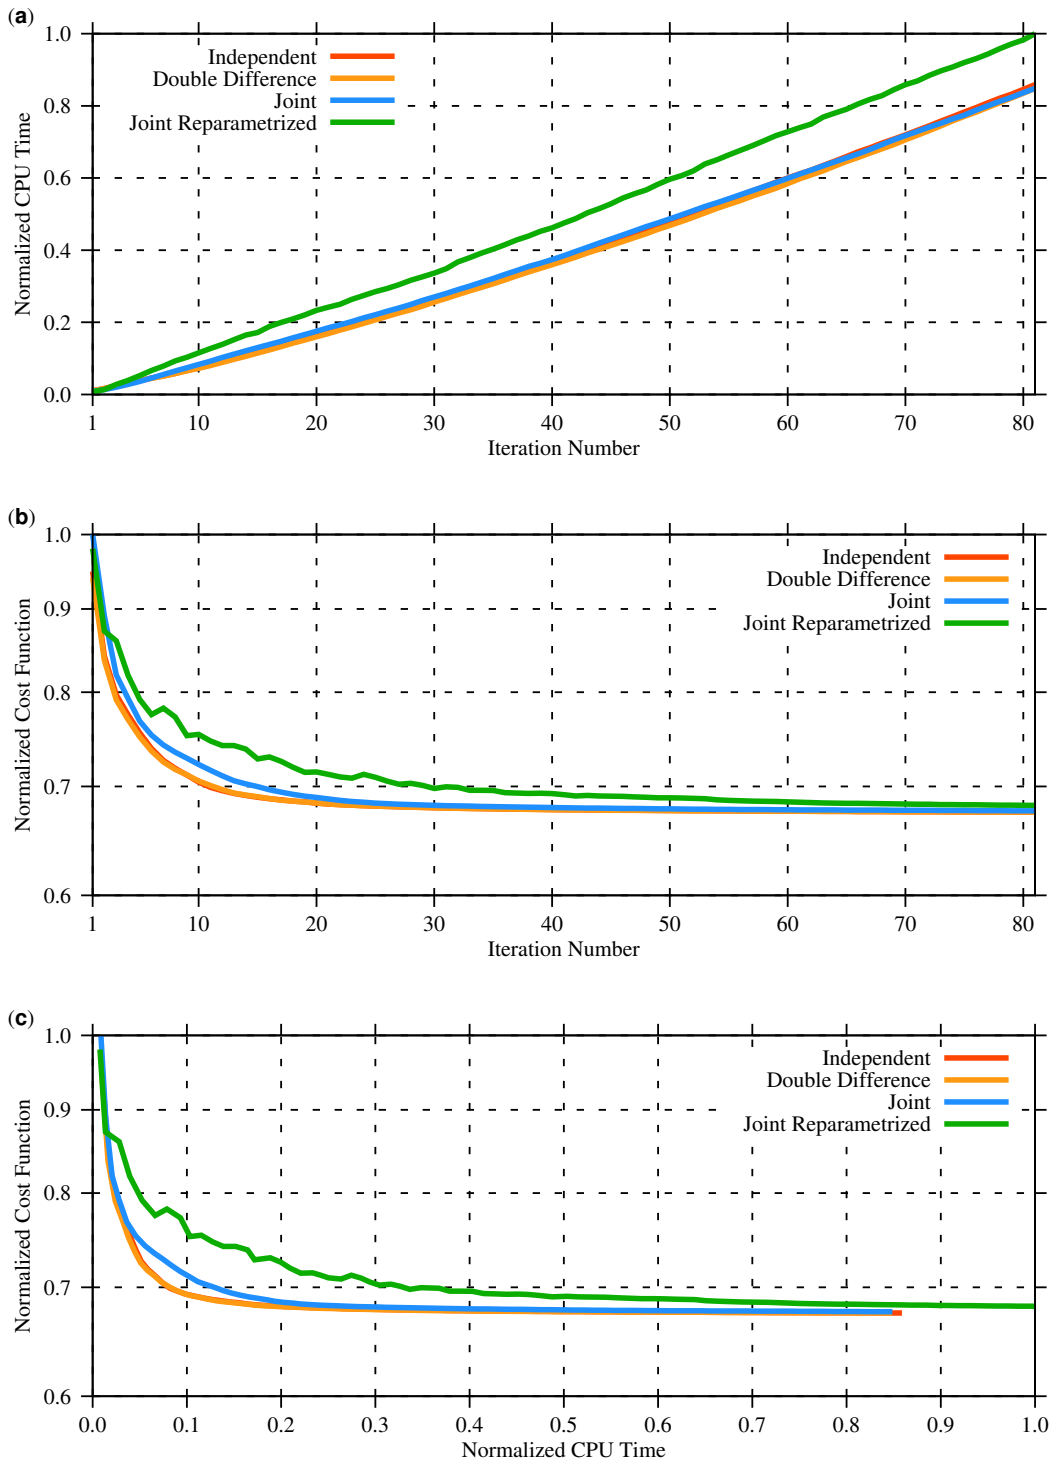 (a)
1.0
0.8
0.6
0.4
0.2
0.0
Normalized CPU Time
Independent
Double Difference
Joint
Joint Reparametrized
1 10 20 30 40 50 60 70 80
Iteration Number
(b)
1.0
0.9
0.8
0.7
0.6
Normalized Cost Function
Independent
Double Difference
Joint
Joint Reparametrized
1 10 20 30 40 50 60 70 80
Iteration Number
(c)
1.0
0.9
0.8
0.7
0.6
Normalized Cost Function
Independent
Double Difference
Joint
Joint Reparametrized
0.0 0.1 0.2 0.3 0.4 0.5 0.6 0.7 0.8 0.9 1.0
Normalized CPU Time